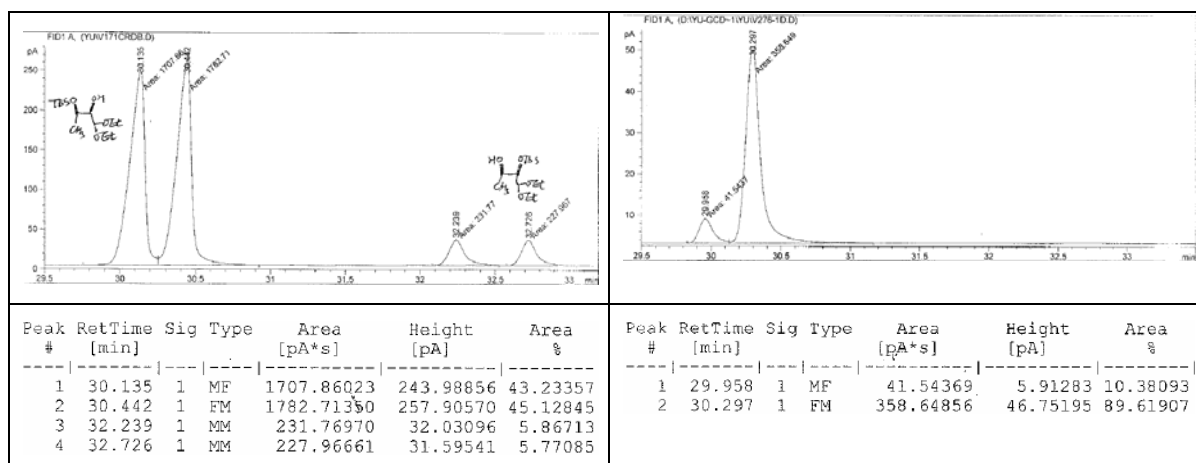 FID1 A, (YU\V171CRDB.D)
pA
250
200
150
100
50
0
30.135
Area: 1707.86
30.442
Area: 1782.71
TBSO
OH
CH3
OEt
OEt
HO
OTBS
CH3
OEt
OEt
32.239
Area: 231.77
32.726
Area: 227.967
29.5 30 30.5 31 31.5 32 32.5 33 min
FID1 A, (D:\YU-GCD~1\YU\V276-1D.D)
pA
50
40
30
20
10
29.958
Area: 41.5437
30.297
Area: 358.649
29.5 30 31 32 33 min
Peak RetTime Sig Type Area Height Area
# [min] [pA*s] [pA] %
1 30.135 1 MF 1707.86023 243.98856 43.23357
2 30.442 1 FM 1782.71350 257.90570 45.12845
3 32.239 1 MM 231.76970 32.03096 5.86713
4 32.726 1 MM 227.96661 31.59541 5.77085
Peak RetTime Sig Type Area Height Area
# [min] [pA*s] [pA] %
1 29.958 1 MF 41.54369 5.91283 10.38093
2 30.297 1 FM 358.64856 46.75195 89.61907